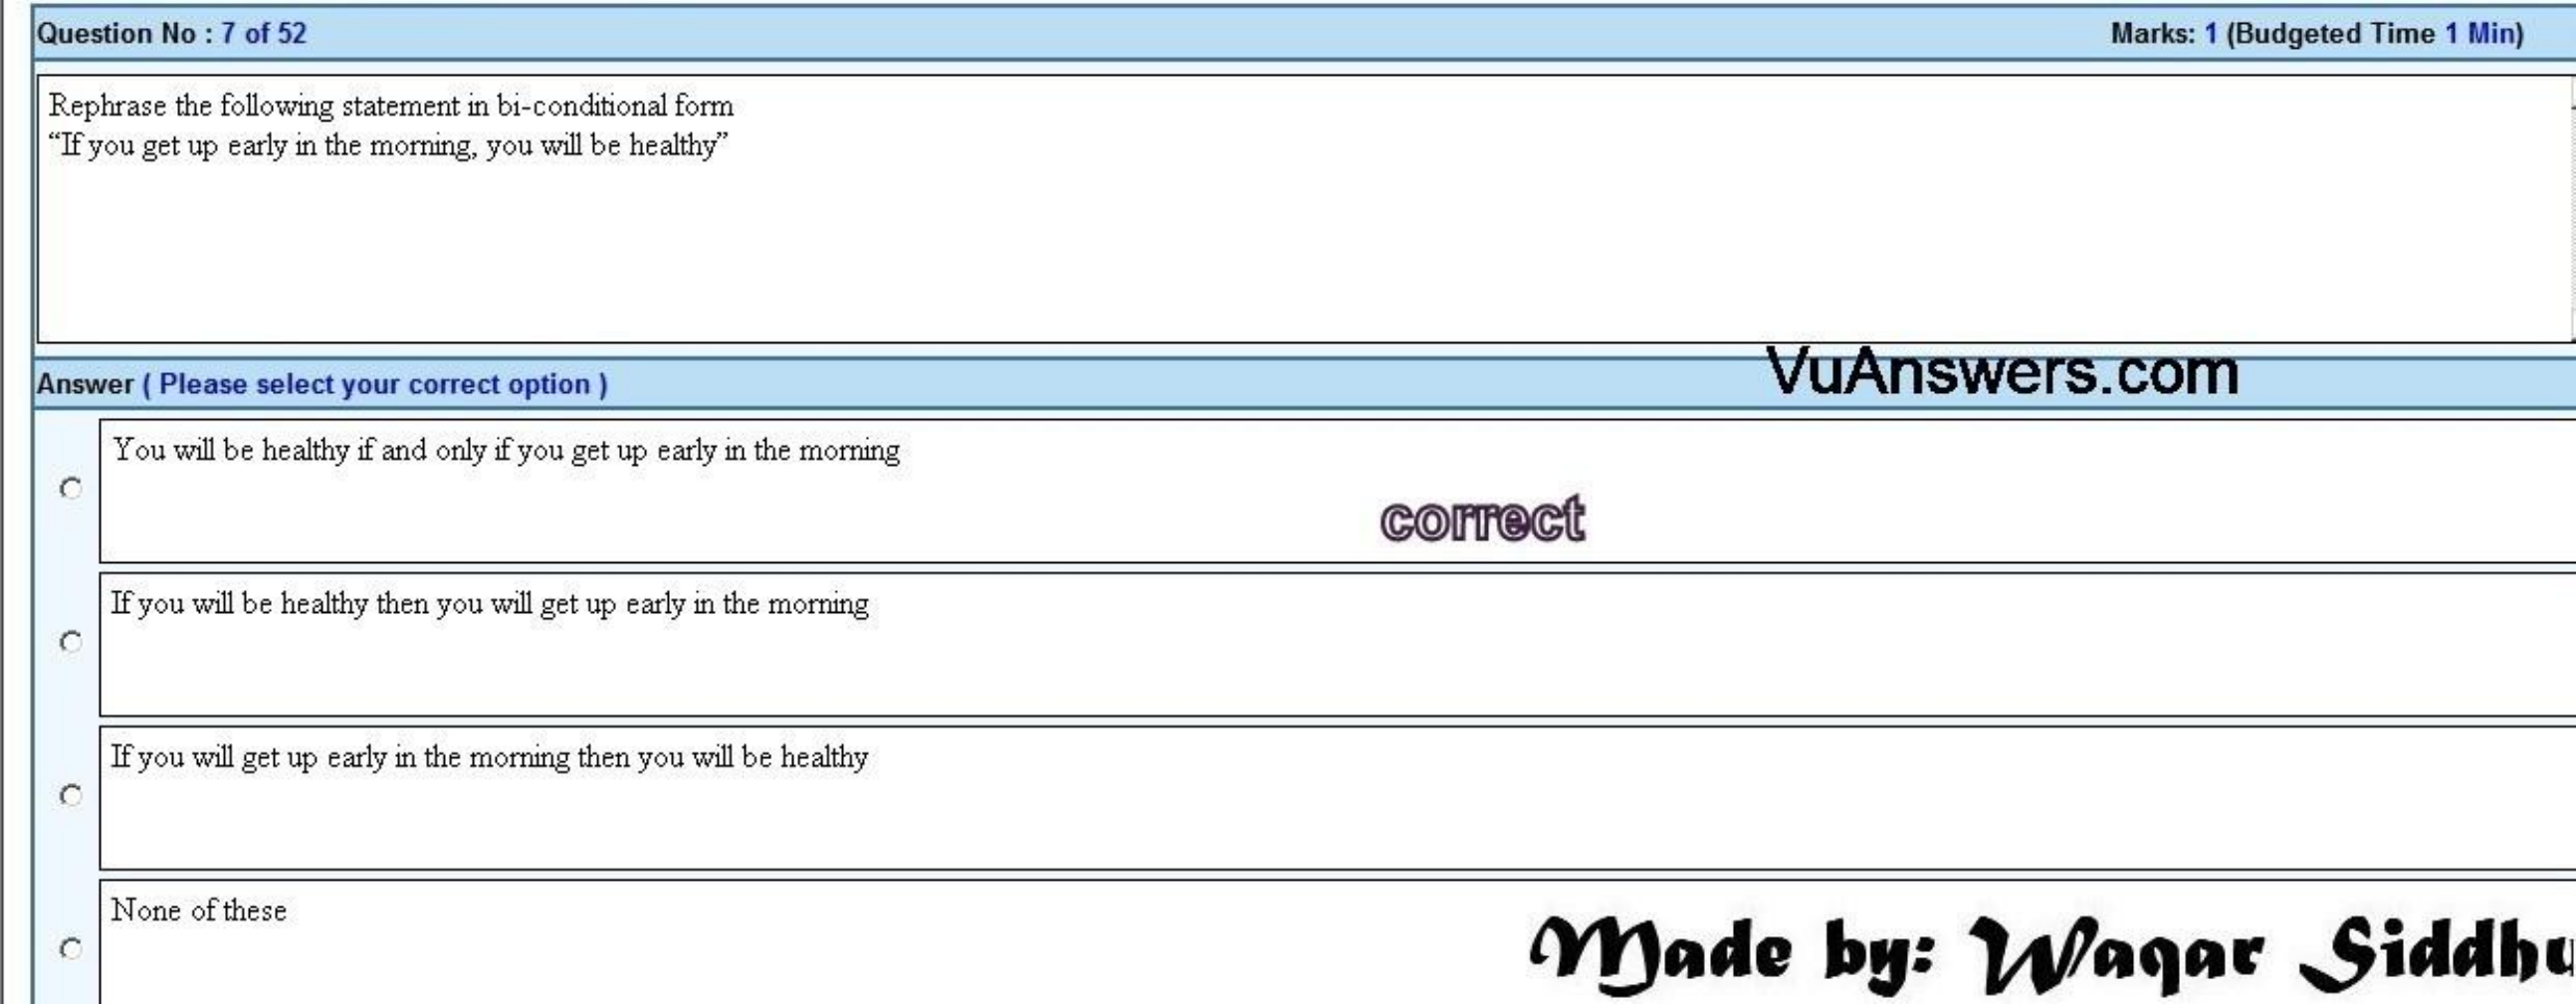 Question No : 7 of 52 Marks: 1 (Budgeted Time 1 Min)
Rephrase the following statement in bi-conditional form
“If you get up early in the morning, you will be healthy”
VuAnswers.com
Answer ( Please select your correct option )
You will be healthy if and only if you get up early in the morning
correct
If you will be healthy then you will get up early in the morning
If you will get up early in the morning then you will be healthy
None of these
Made by: Waqar Siddhu